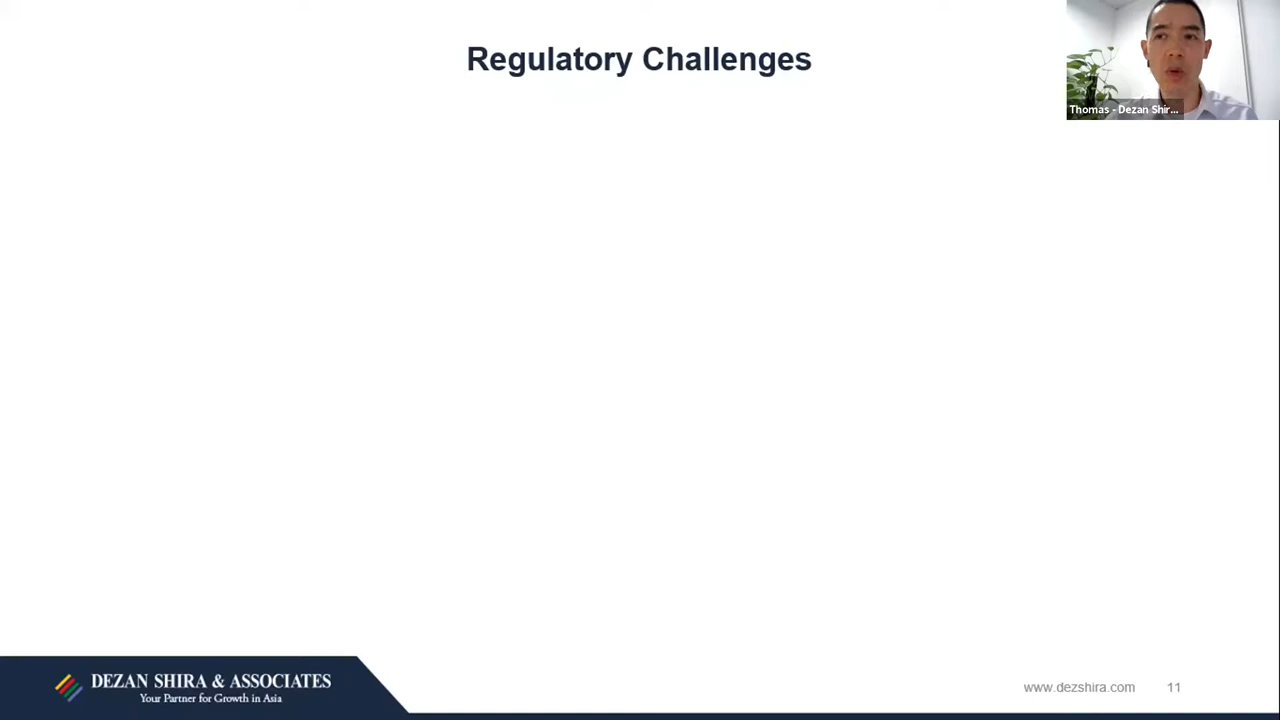 Regulatory Challenges
Thomas - Dezan Shir...
DEZAN SHIRA & ASSOCIATES
Your Partner for Growth in Asia
www.dezshira.com
11